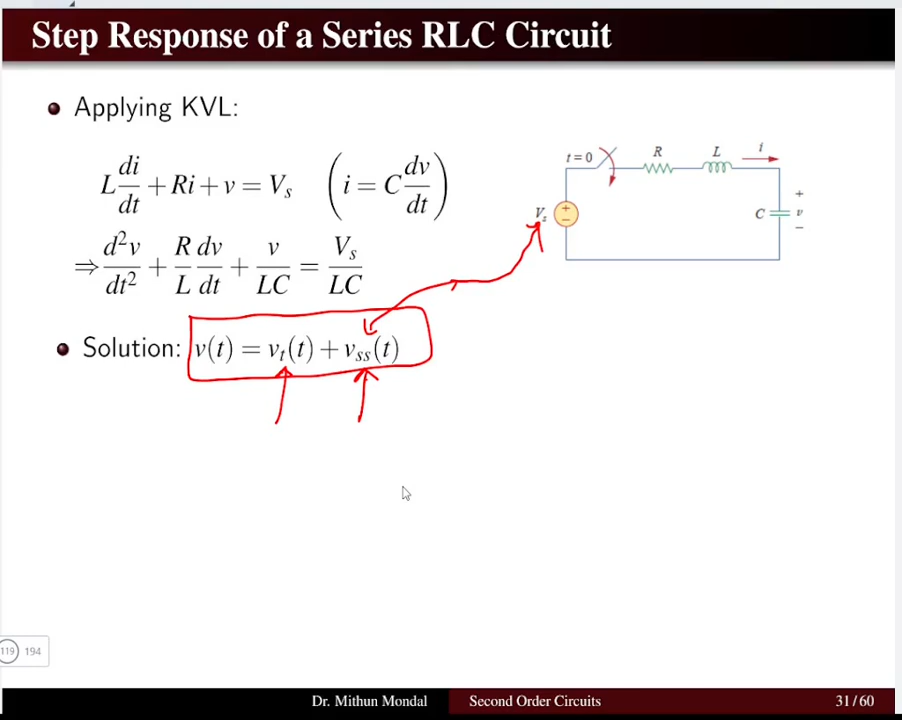 Step Response of a Series RLC Circuit
Applying KVL:
L di/dt + Ri + v = V_s (i = C dv/dt)
⇒ d²v/dt² + R/L dv/dt + v/LC = V_s/LC
Solution: v(t) = v_t(t) + v_ss(t)
t = 0
R
L
i
V_s
+
−
C
+
v
−
119 194
Dr. Mithun Mondal
Second Order Circuits
31 / 60